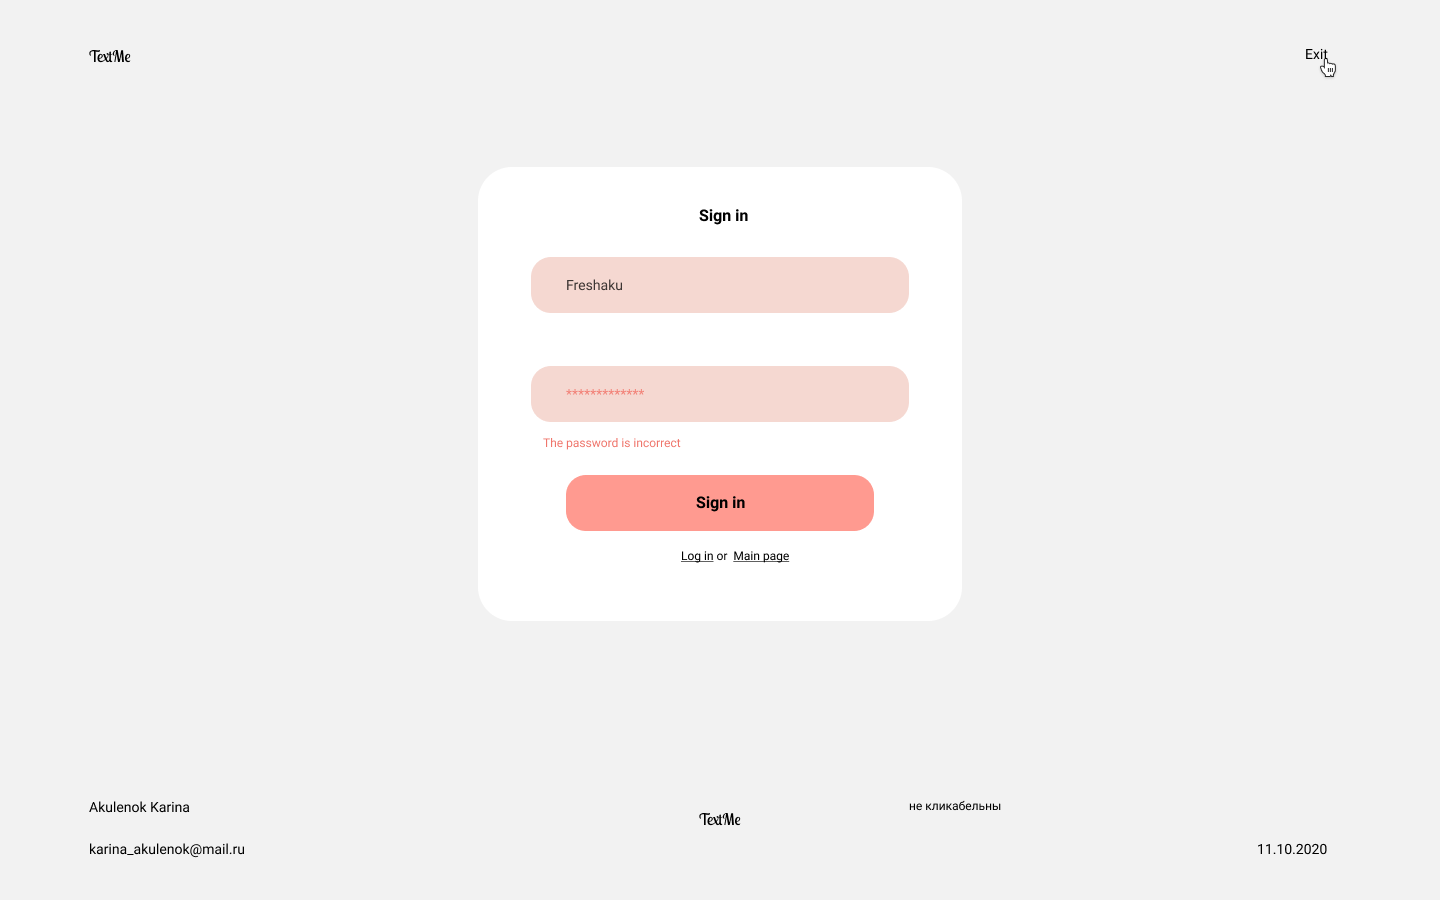 TextMe
Exit
Sign in
Freshaku
*************
The password is incorrect
Sign in
Log in or Main page
Akulenok Karina
не кликабельны
TextMe
karina_akulenok@mail.ru
11.10.2020